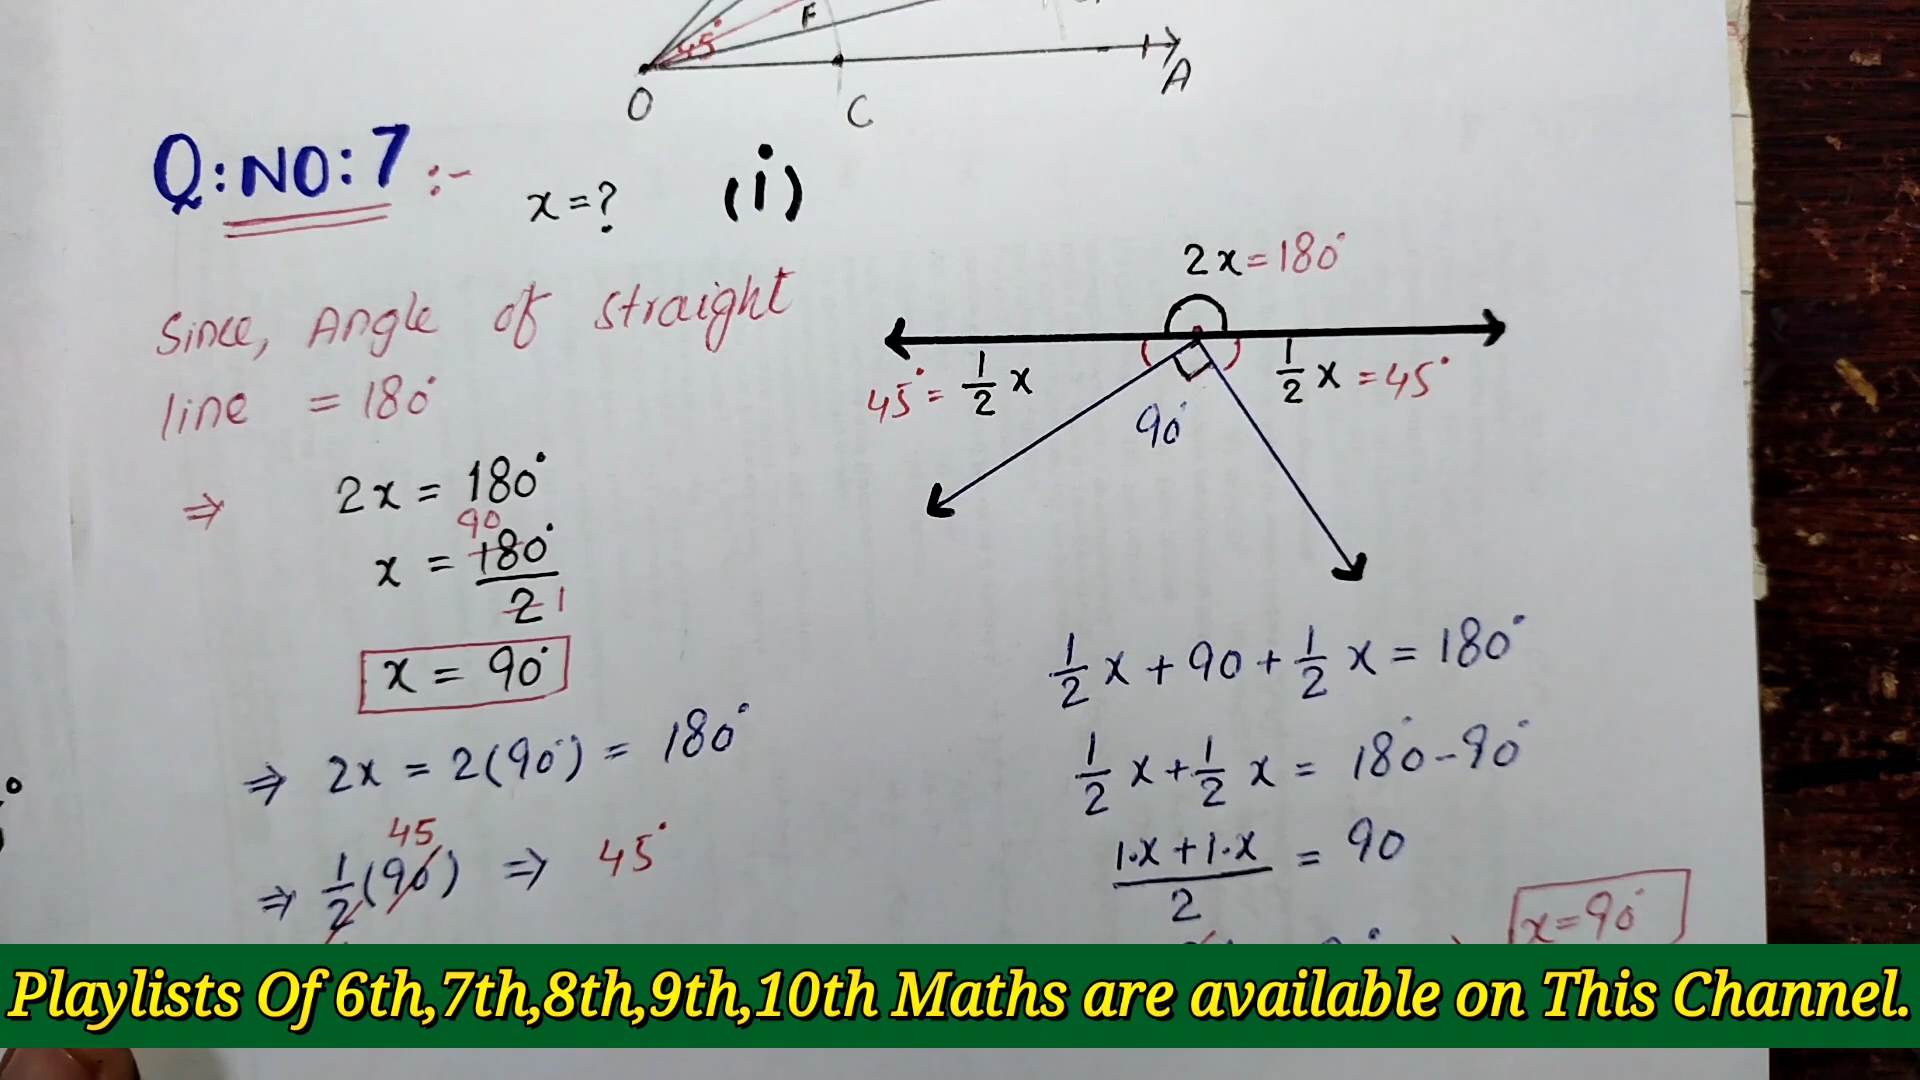 45°
F
O
C
A
Q:NO:7:-
x=?
(i)
Since, Angle of straight
line = 180°
⇒ 2x = 180°
90
x = 180°
2 1
x = 90°
⇒ 2x = 2(90°) = 180°
45
⇒ 1/2(90°) ⇒ 45°
2x=180°
45°= 1/2 x
1/2 x =45°
90°
1/2 x + 90 + 1/2 x = 180°
1/2 x + 1/2 x = 180°-90°
1.x + 1.x = 90
2
x=90°
Playlists Of 6th,7th,8th,9th,10th Maths are available on This Channel.